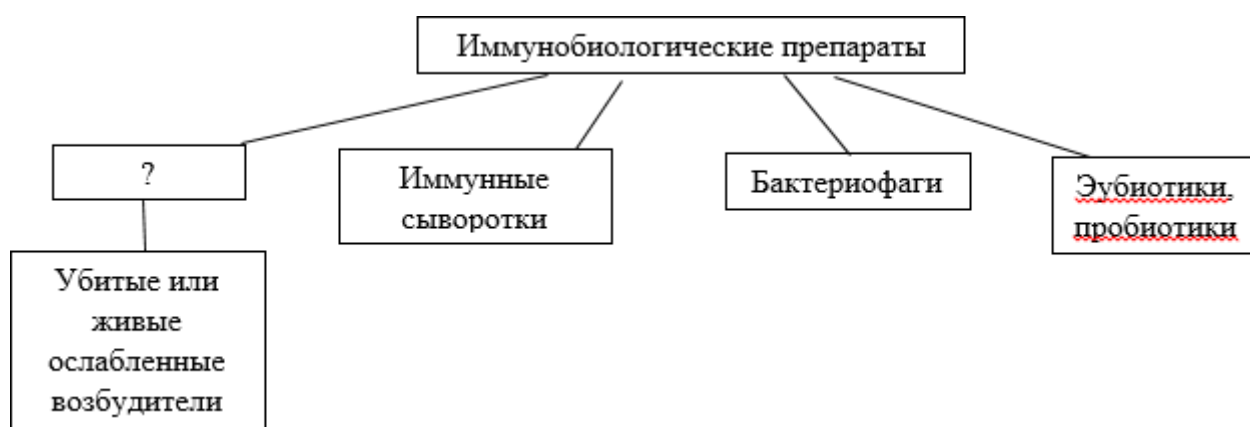 Иммунобиологические препараты
?
Иммунные
сыворотки
Бактериофаги
Эубиотики,
пробиотики
Убитые или
живые
ослабленные
возбудители